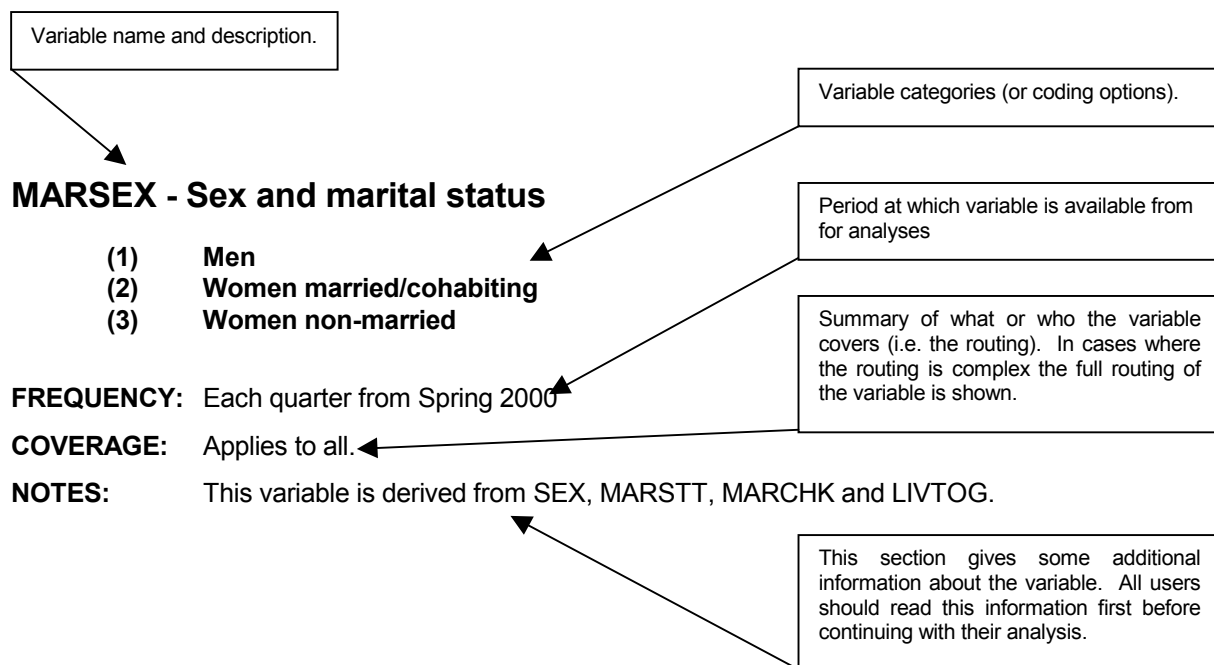 Variable name and description.
Variable categories (or coding options).
MARSEX - Sex and marital status
Period at which variable is available from
for analyses
(1) Men
(2) Women married/cohabiting
(3) Women non-married
Summary of what or who the variable
covers (i.e. the routing). In cases where
the routing is complex the full routing of
the variable is shown.
FREQUENCY: Each quarter from Spring 2000
COVERAGE: Applies to all.
NOTES: This variable is derived from SEX, MARSTT, MARCHK and LIVTOG.
This section gives some additional
information about the variable. All users
should read this information first before
continuing with their analysis.